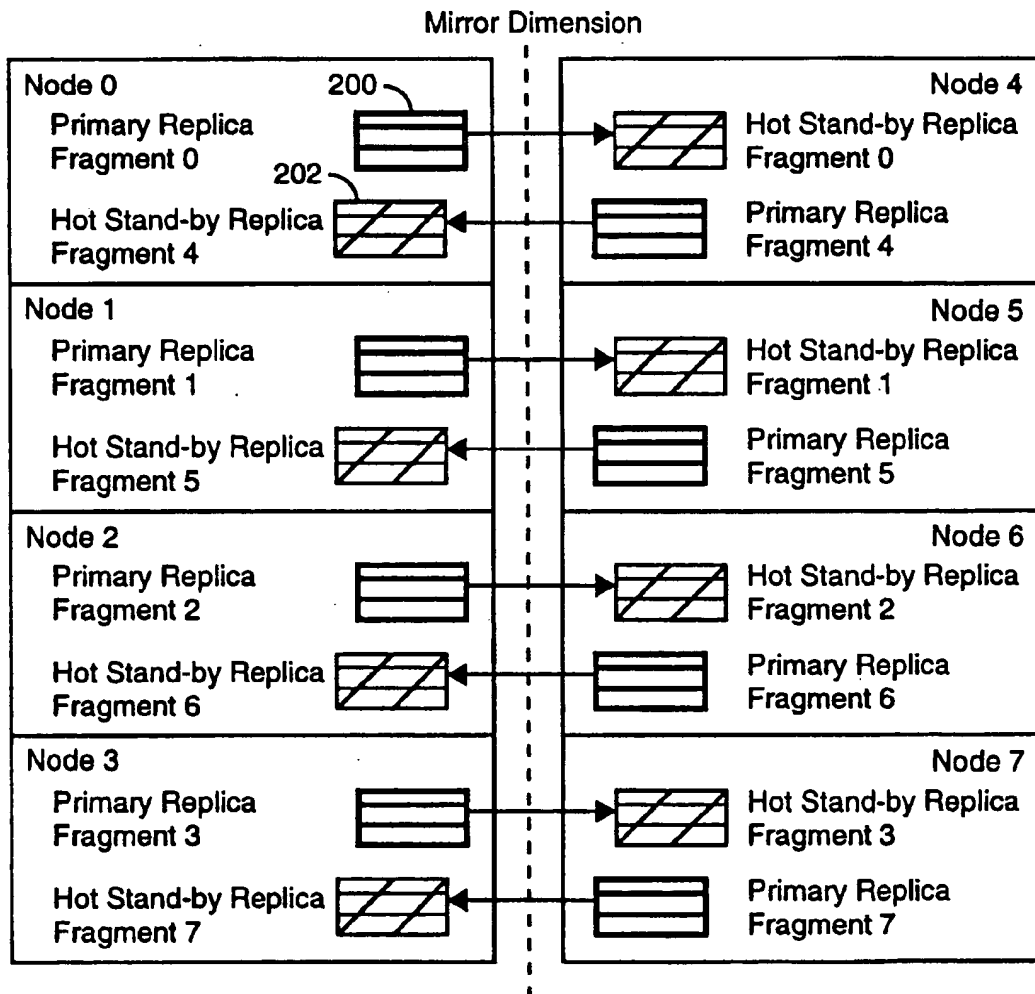 Mirror Dimension
Node 0
200
Primary Replica
Fragment 0
202
Hot Stand-by Replica
Fragment 4
Node 4
Hot Stand-by Replica
Fragment 0
Primary Replica
Fragment 4
Node 1
Primary Replica
Fragment 1
Hot Stand-by Replica
Fragment 5
Node 5
Hot Stand-by Replica
Fragment 1
Primary Replica
Fragment 5
Node 2
Primary Replica
Fragment 2
Hot Stand-by Replica
Fragment 6
Node 6
Hot Stand-by Replica
Fragment 2
Primary Replica
Fragment 6
Node 3
Primary Replica
Fragment 3
Hot Stand-by Replica
Fragment 7
Node 7
Hot Stand-by Replica
Fragment 3
Primary Replica
Fragment 7